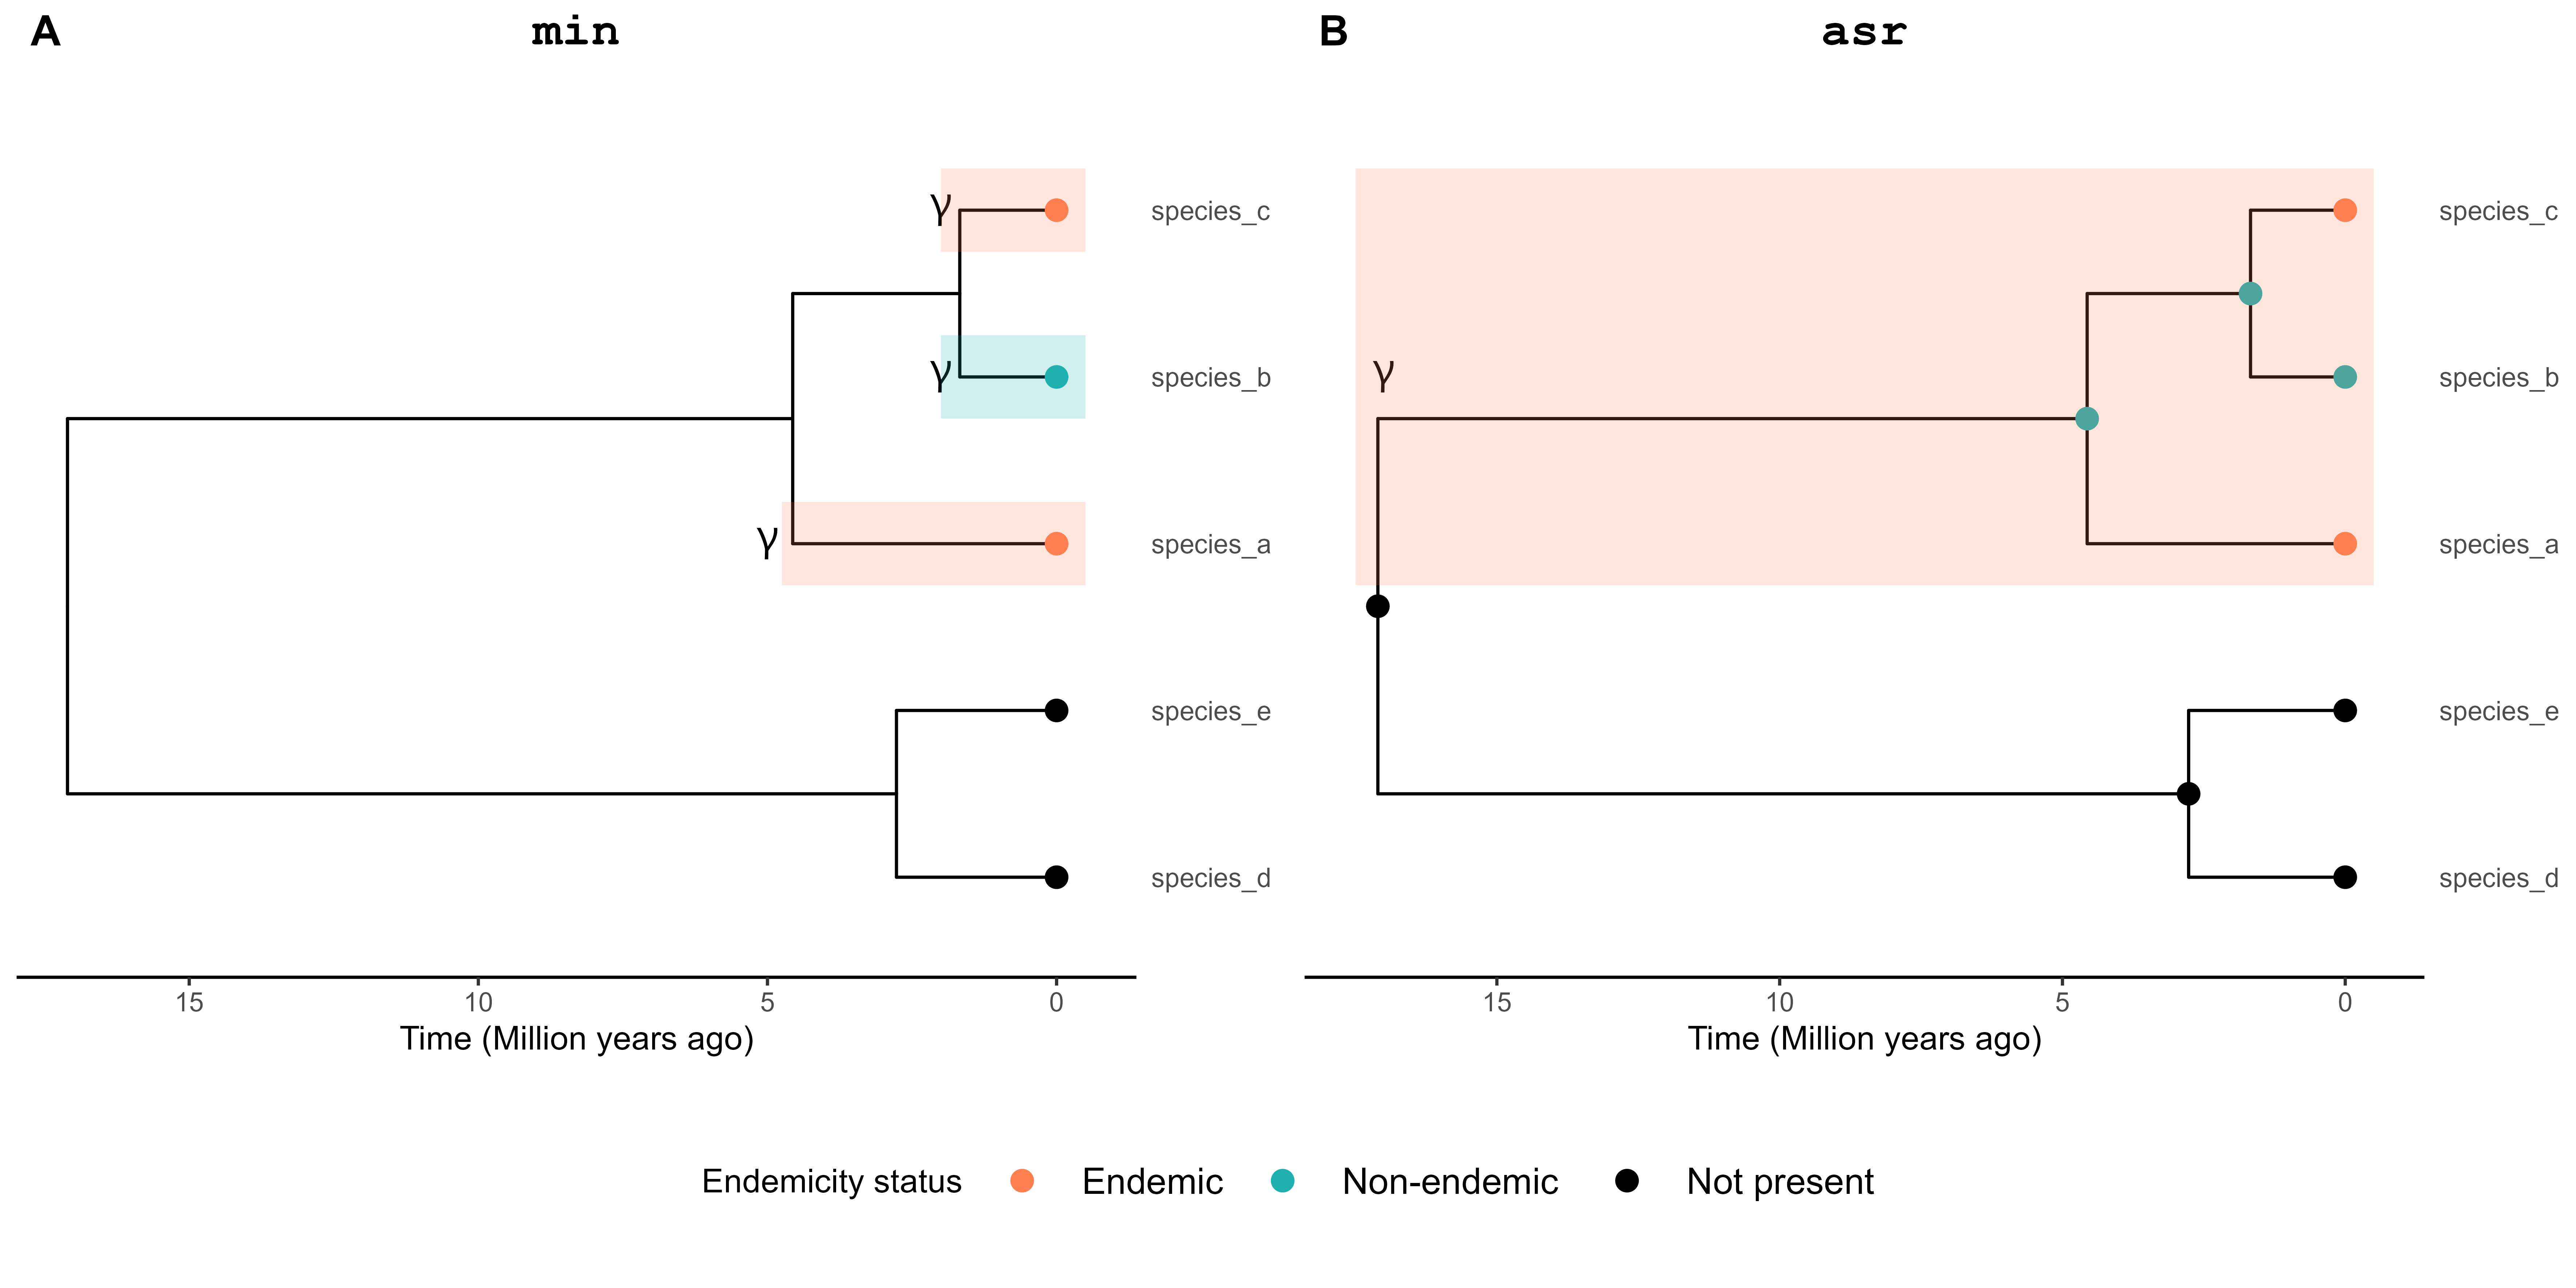 A
min
γ
species_c
γ
species_b
γ
species_a
species_e
species_d
15 10 5 0
Time (Million years ago)
B
asr
species_c
γ
species_b
species_a
species_e
species_d
15 10 5 0
Time (Million years ago)
Endemicity status Endemic Non-endemic Not present